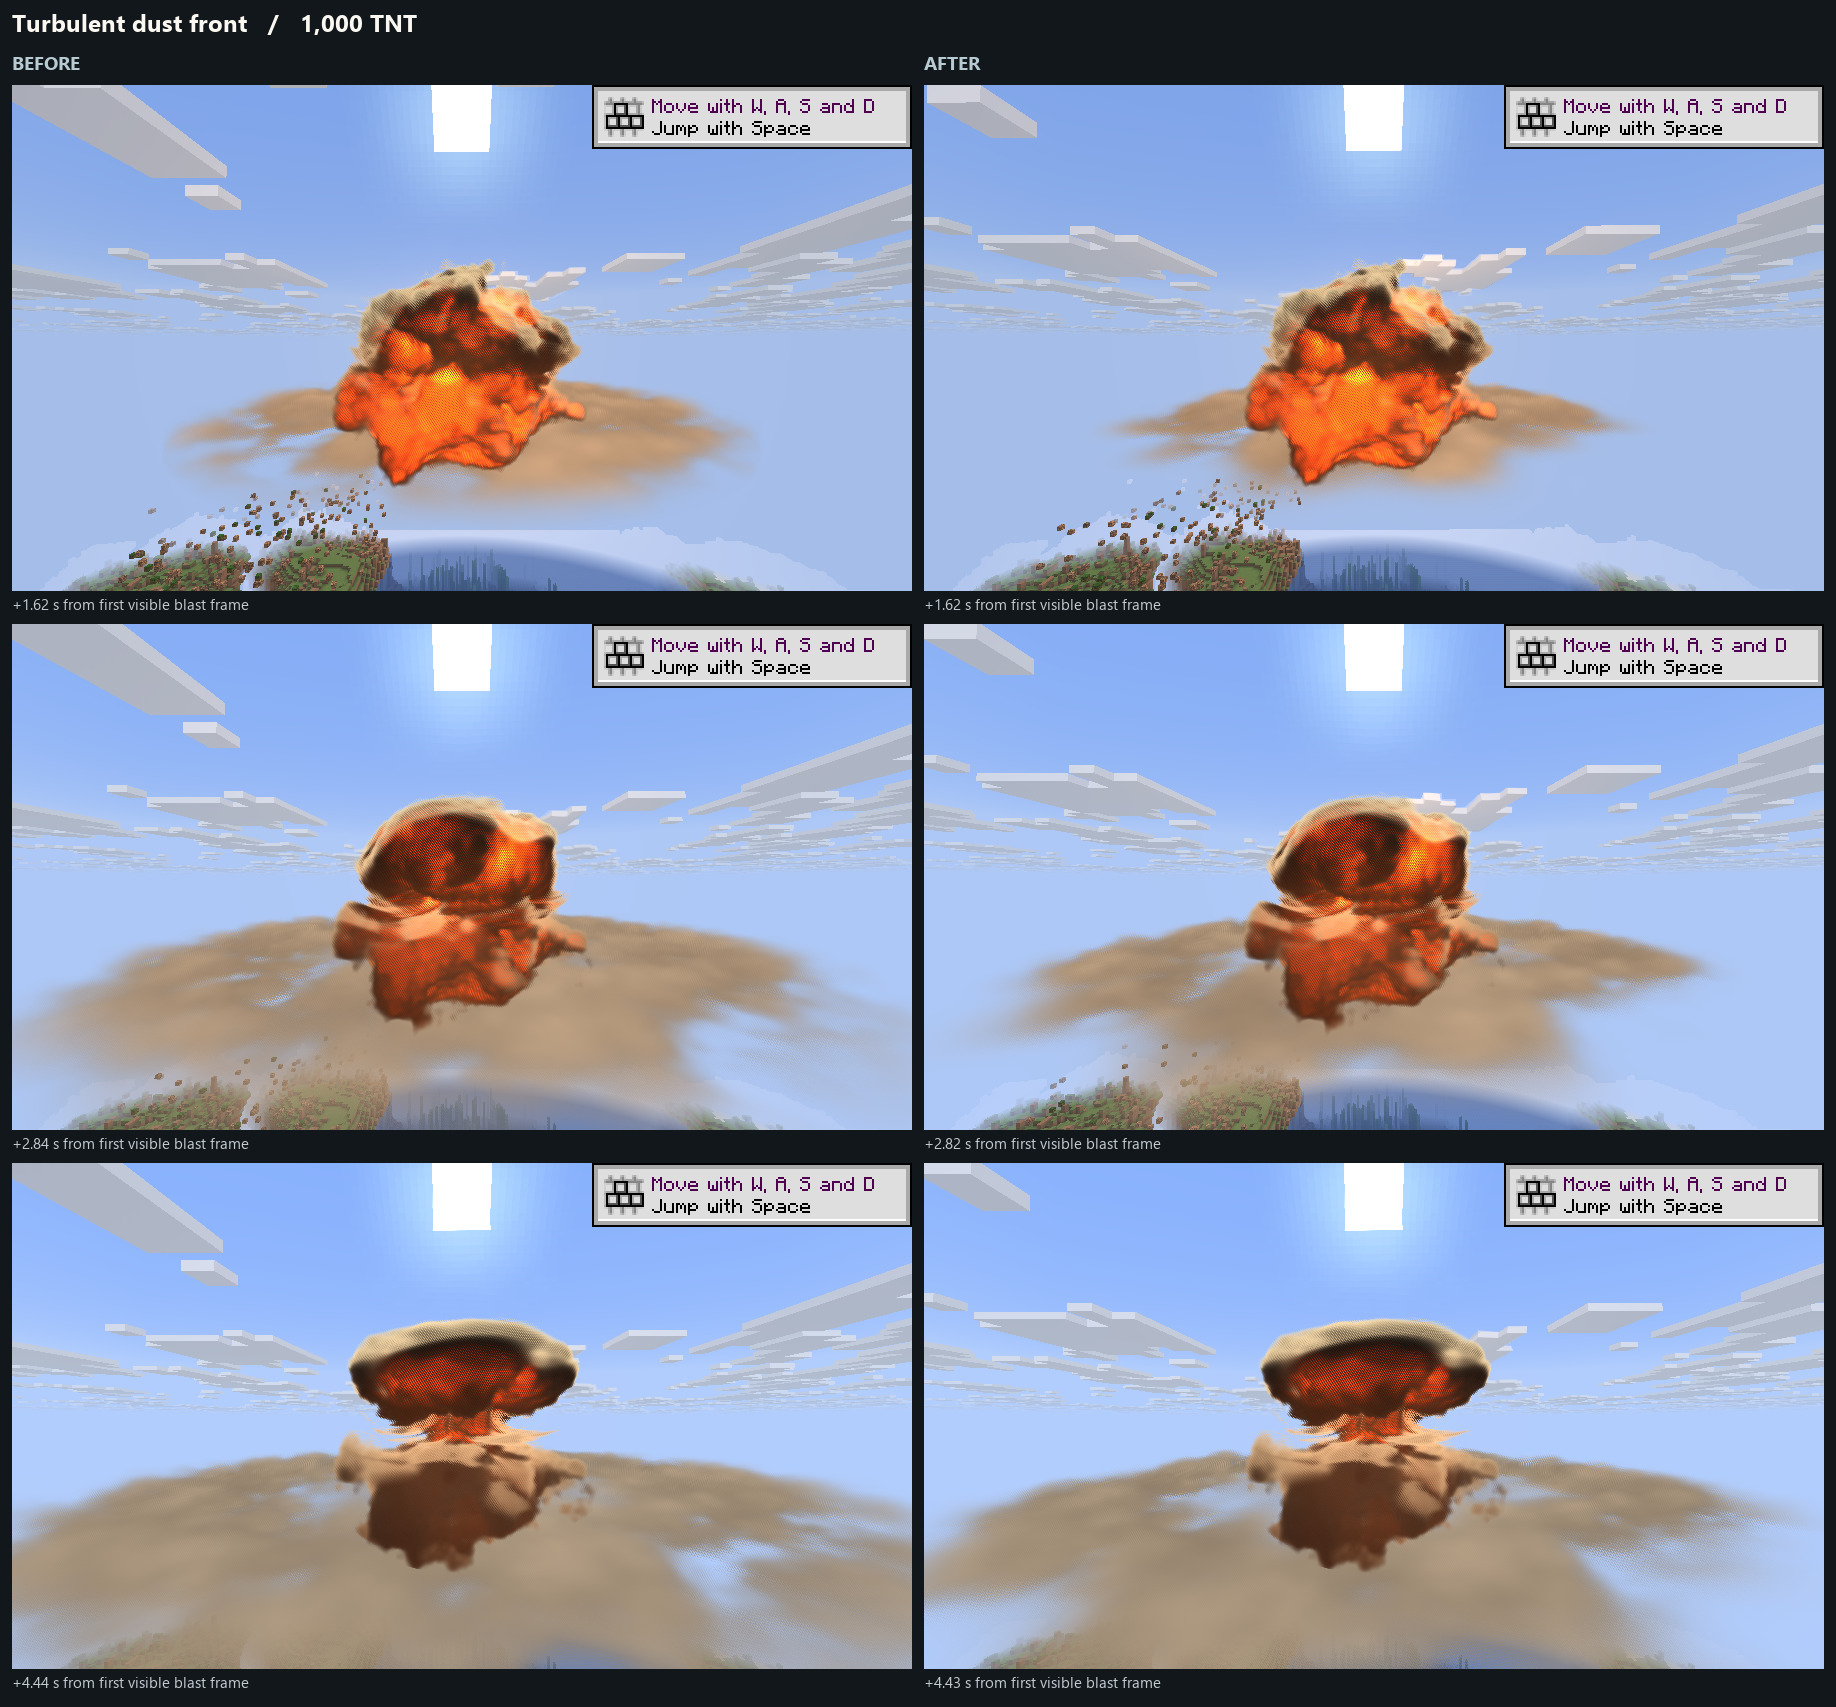 Turbulent dust front / 1,000 TNT
BEFORE
AFTER
Move with W, A, S and D
Jump with Space
Move with W, A, S and D
Jump with Space
+1.62 s from first visible blast frame
+1.62 s from first visible blast frame
Move with W, A, S and D
Jump with Space
Move with W, A, S and D
Jump with Space
+2.84 s from first visible blast frame
+2.82 s from first visible blast frame
Move with W, A, S and D
Jump with Space
Move with W, A, S and D
Jump with Space
+4.44 s from first visible blast frame
+4.43 s from first visible blast frame